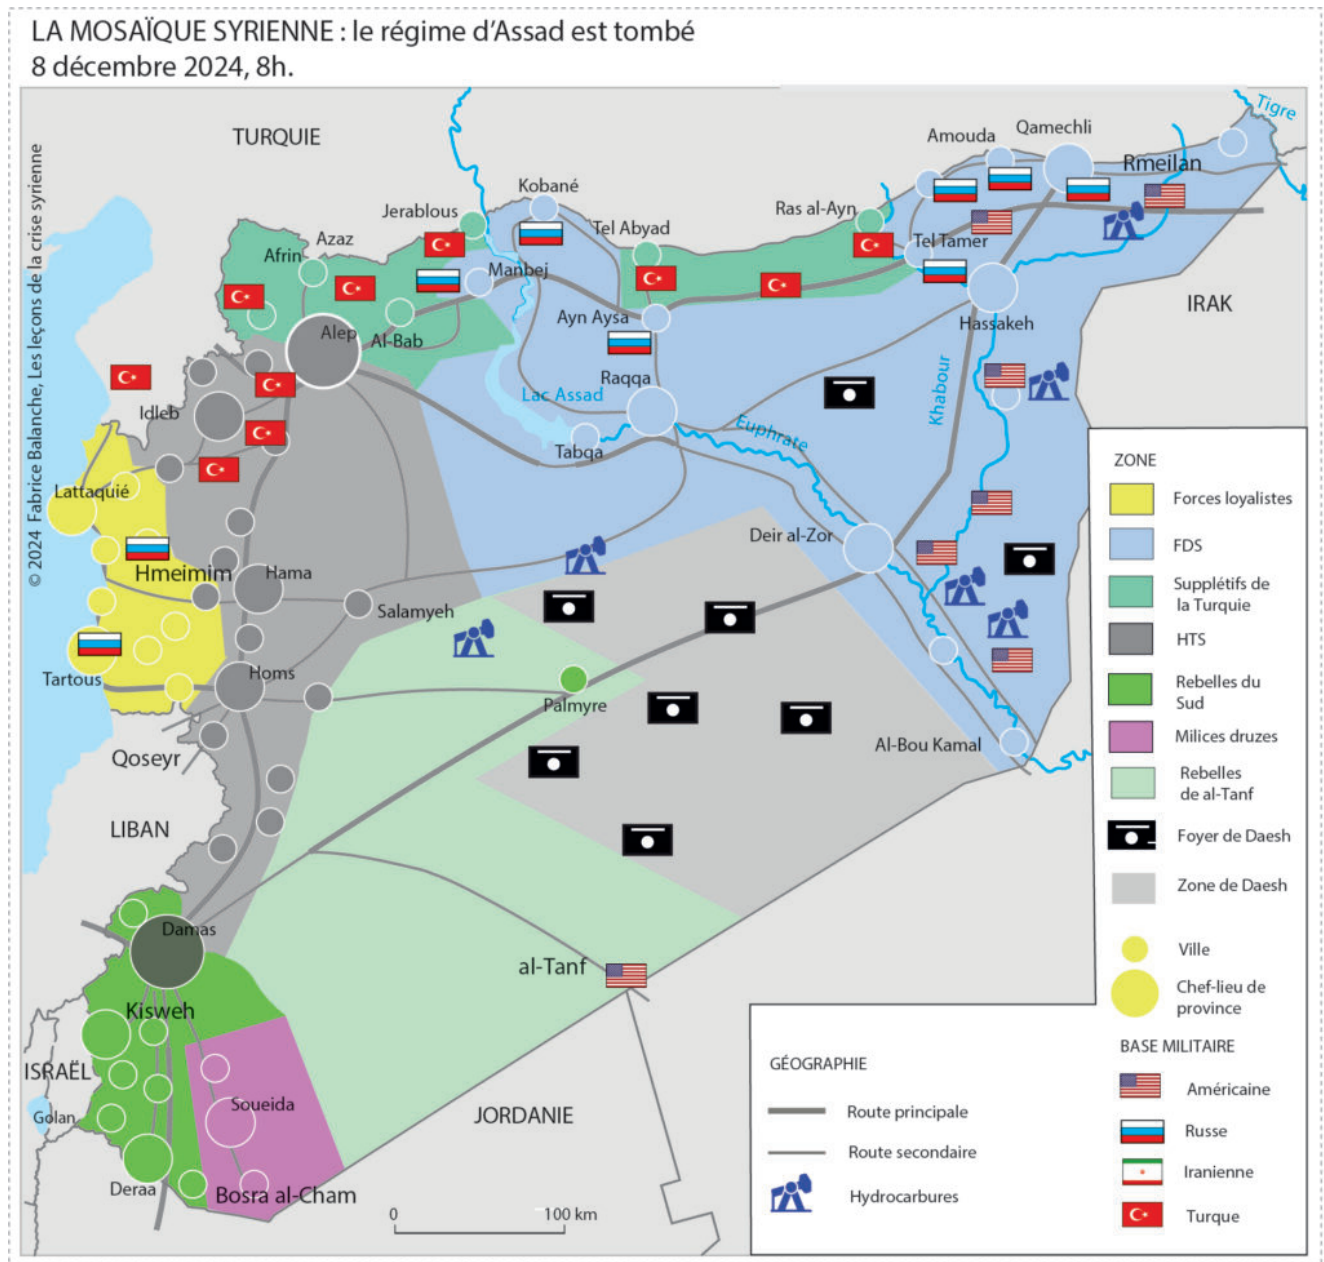 LA MOSAÏQUE SYRIENNE : le régime d'Assad est tombé
8 décembre 2024, 8h.
© 2024 Fabrice Balanche, Les leçons de la crise syrienne
TURQUIE
Tigre
Amouda
Qamechli
Rmeilan
Kobané
Jerablous
Tel Abyad
Ras al-Ayn
Tel Tamer
Azaz
Afrin
Manbej
IRAK
Alep
Al-Bab
Ayn Aysa
Hassakeh
Raqqa
Lac Assad
Khabour
Idleb
Euphrate
Tabqa
Lattaquié
Deir al-Zor
Hmeimim
Hama
Salamyeh
Tartous
Homs
Palmyre
Qoseyr
Al-Bou Kamal
LIBAN
Damas
al-Tanf
Kisweh
ISRAËL
Golan
Soueida
JORDANIE
Deraa
Bosra al-Cham
0
100 km
ZONE
Forces loyalistes
FDS
Supplétifs de
la Turquie
HTS
Rebelles du
Sud
Milices druzes
Rebelles
de al-Tanf
Foyer de Daesh
Zone de Daesh
Ville
Chef-lieu de
province
BASE MILITAIRE
Américaine
Russe
Iranienne
Turque
GÉOGRAPHIE
Route principale
Route secondaire
Hydrocarbures